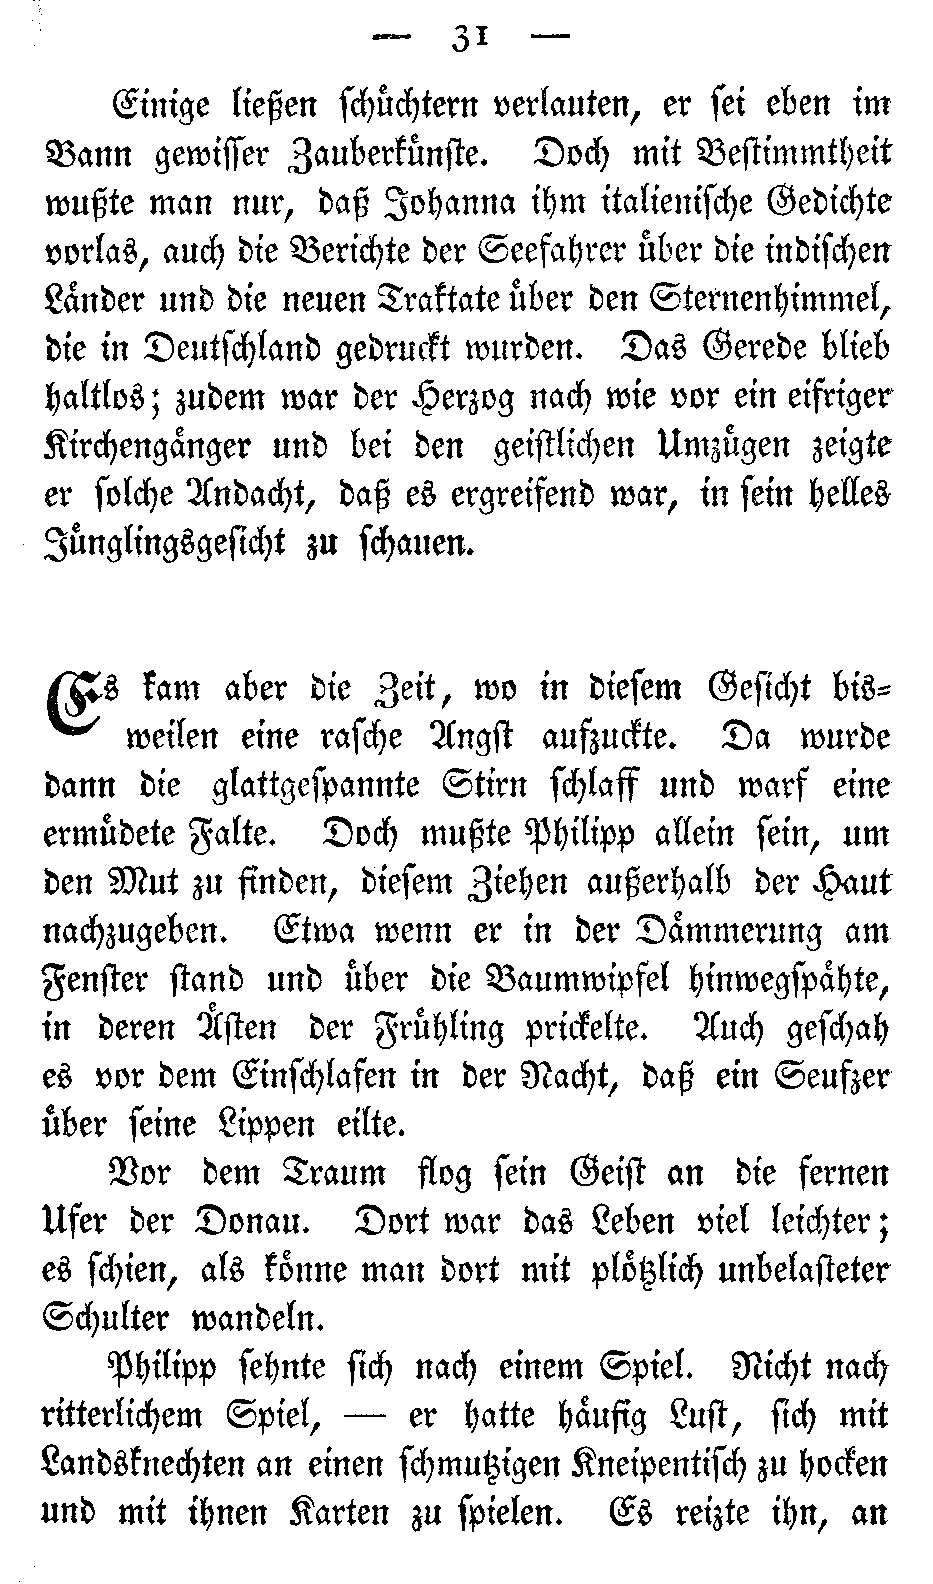 — 31 —
Einige ließen schüchtern verlauten, er sei eben im
Bann gewisser Zauberkünste. Doch mit Bestimmtheit
wußte man nur, daß Johanna ihm italienische Gedichte
vorlas, auch die Berichte der Seefahrer über die indischen
Länder und die neuen Traktate über den Sternenhimmel,
die in Deutschland gedruckt wurden. Das Gerede blieb
haltlos; zudem war der Herzog nach wie vor ein eifriger
Kirchengänger und bei den geistlichen Umzügen zeigte
er solche Andacht, daß es ergreifend war, in sein helles
Jünglingsgesicht zu schauen.
Es kam aber die Zeit, wo in diesem Gesicht bis=
weilen eine rasche Angst aufzuckte. Da wurde
dann die glattgespannte Stirn schlaff und warf eine
ermüdete Falte. Doch mußte Philipp allein sein, um
den Mut zu finden, diesem Ziehen außerhalb der Haut
nachzugeben. Etwa wenn er in der Dämmerung am
Fenster stand und über die Baumwipfel hinwegspähte,
in deren Ästen der Frühling prickelte. Auch geschah
es vor dem Einschlafen in der Nacht, daß ein Seufzer
über seine Lippen eilte.
Vor dem Traum flog sein Geist an die fernen
Ufer der Donau. Dort war das Leben viel leichter;
es schien, als könne man dort mit plötzlich unbelasteter
Schulter wandeln.
Philipp sehnte sich nach einem Spiel. Nicht nach
ritterlichem Spiel, — er hatte häufig Lust, sich mit
Landsknechten an einen schmutzigen Kneipentisch zu hocken
und mit ihnen Karten zu spielen. Es reizte ihn, an